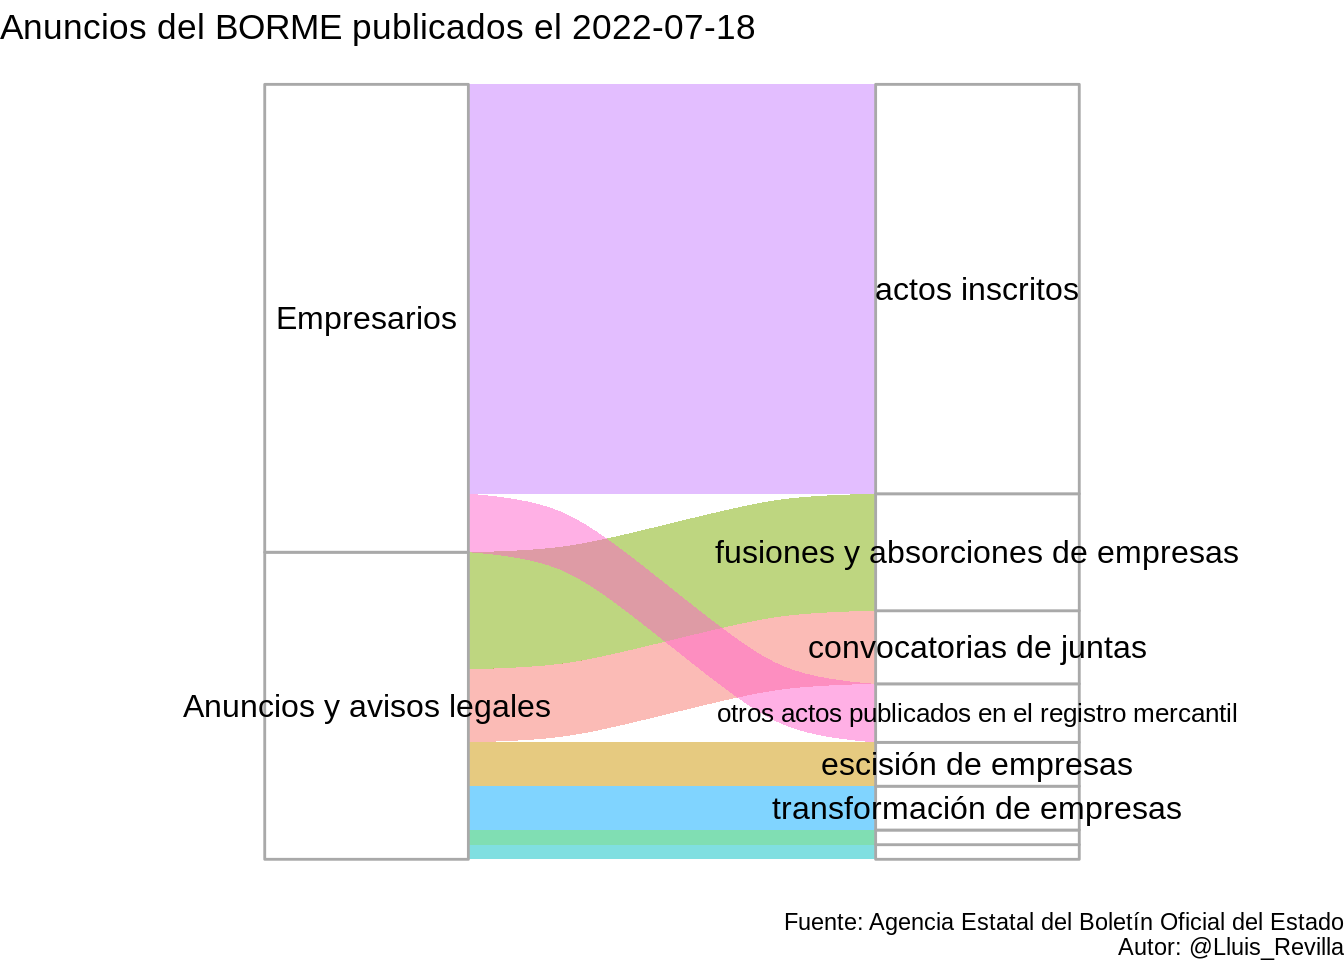 Anuncios del BORME publicados el 2022-07-18
Empresarios
Anuncios y avisos legales
actos inscritos
fusiones y absorciones de empresas
convocatorias de juntas
otros actos publicados en el registro mercantil
escisión de empresas
transformación de empresas
Fuente: Agencia Estatal del Boletín Oficial del Estado
Autor: @Lluis_Revilla